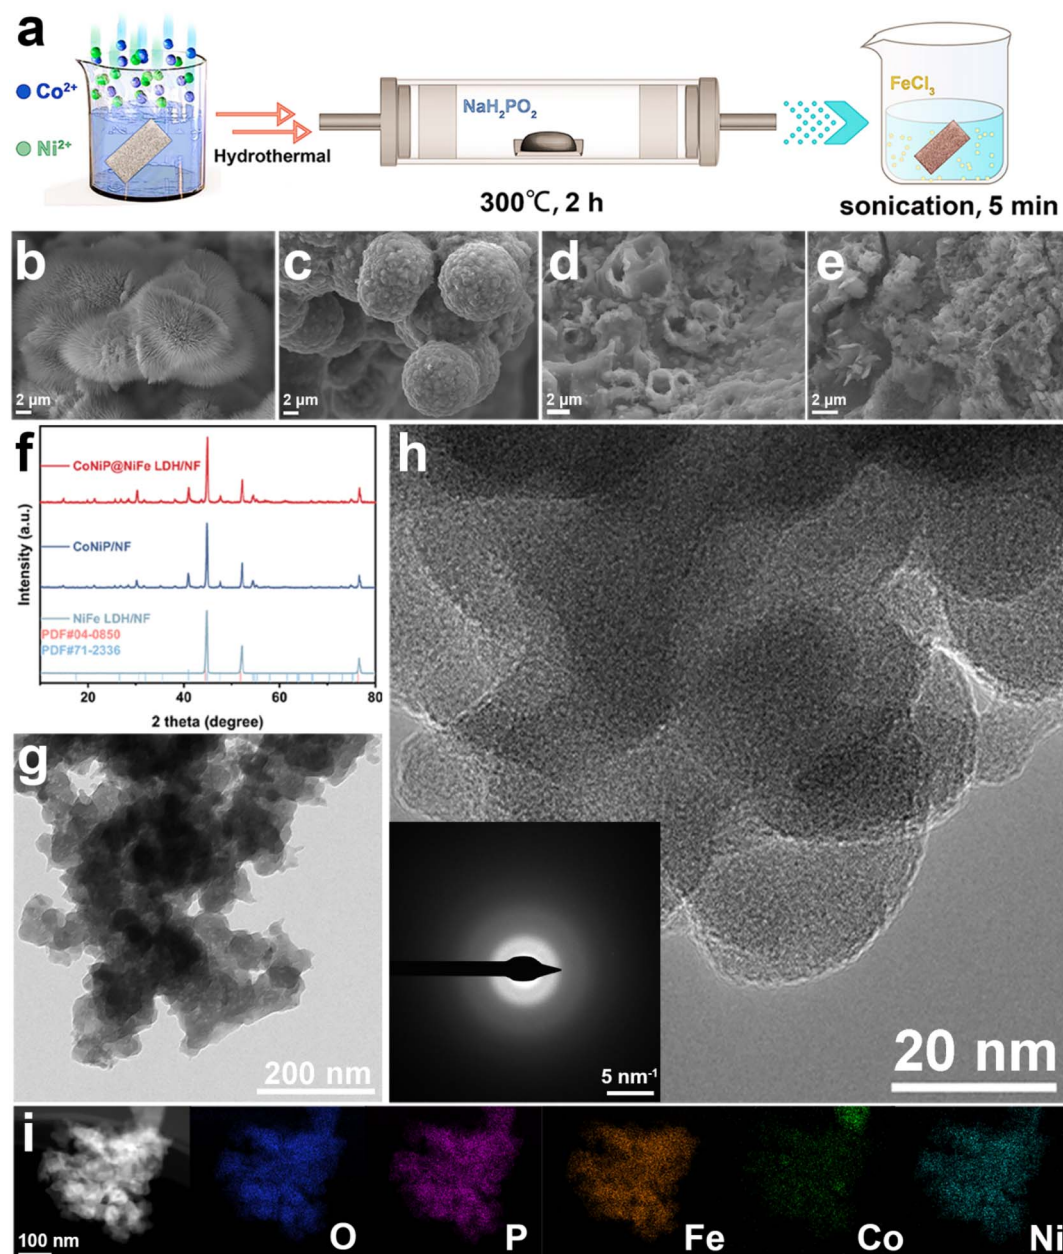 a
Co²⁺
Ni²⁺
Hydrothermal
NaH₂PO₂
300℃, 2 h
FeCl₃
sonication, 5 min
b
2 μm
c
2 μm
d
2 μm
e
2 μm
f
CoNiP@NiFe LDH/NF
CoNiP/NF
NiFe LDH/NF
PDF#04-0850
PDF#71-2336
Intensity (a.u.)
20 40 60 80
2 theta (degree)
g
200 nm
h
5 nm⁻¹
20 nm
i
100 nm
O
P
Fe
Co
Ni